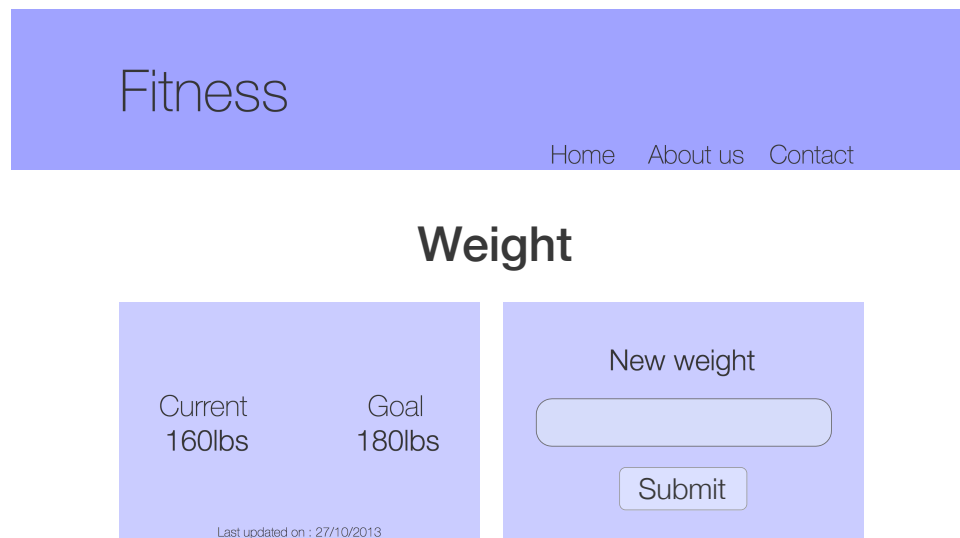 Fitness
Home About us Contact
Weight
Current Goal
160lbs 180lbs
Last updated on : 27/10/2013
New weight
Submit